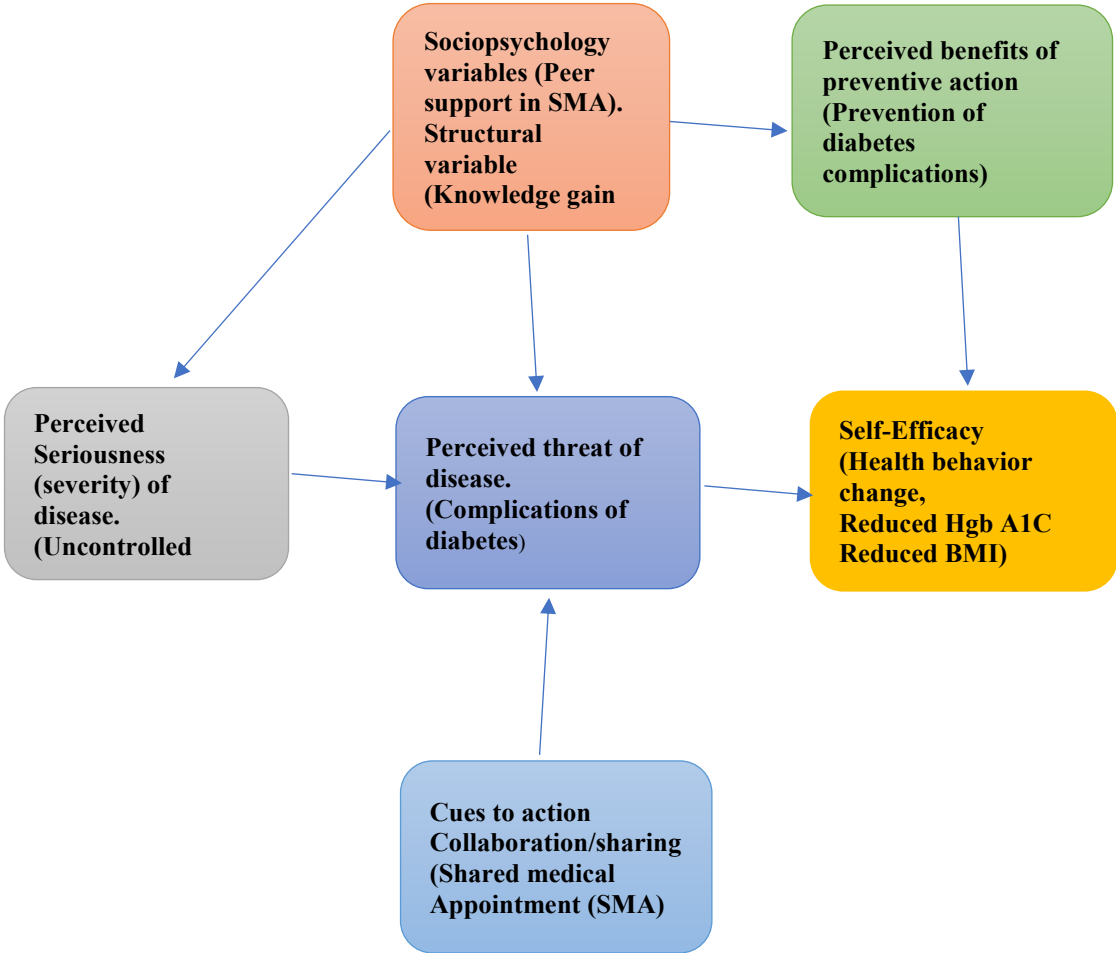 Sociopsychology
variables (Peer
support in SMA).
Structural
variable
(Knowledge gain
Perceived benefits of
preventive action
(Prevention of
diabetes
complications)
Perceived
Seriousness
(severity) of
disease.
(Uncontrolled
Perceived threat of
disease.
(Complications of
diabetes)
Self-Efficacy
(Health behavior
change,
Reduced Hgb A1C
Reduced BMI)
Cues to action
Collaboration/sharing
(Shared medical
Appointment (SMA)